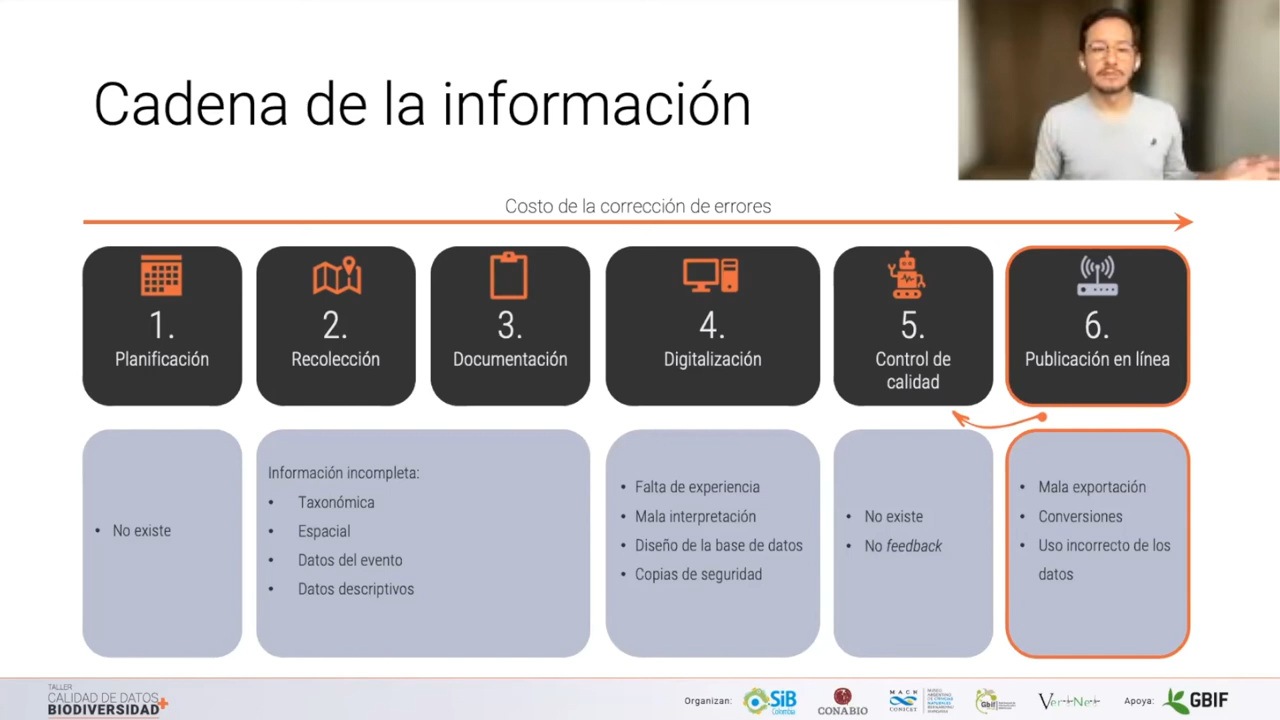 Cadena de la información
Costo de la corrección de errores
1.
Planificación
2.
Recolección
3.
Documentación
4.
Digitalización
5.
Control de
calidad
6.
Publicación en línea
• No existe
Información incompleta:
• Taxonómica
• Espacial
• Datos del evento
• Datos descriptivos
• Falta de experiencia
• Mala interpretación
• Diseño de la base de datos
• Copias de seguridad
• No existe
• No feedback
• Mala exportación
• Conversiones
• Uso incorrecto de los
datos
TALLER
CALIDAD DE DATOS
BIODIVERSIDAD+
Organizan:
SiB
Colombia
CONABIO
MACN
CONICET
Gbif
VertNet
Apoya:
GBIF